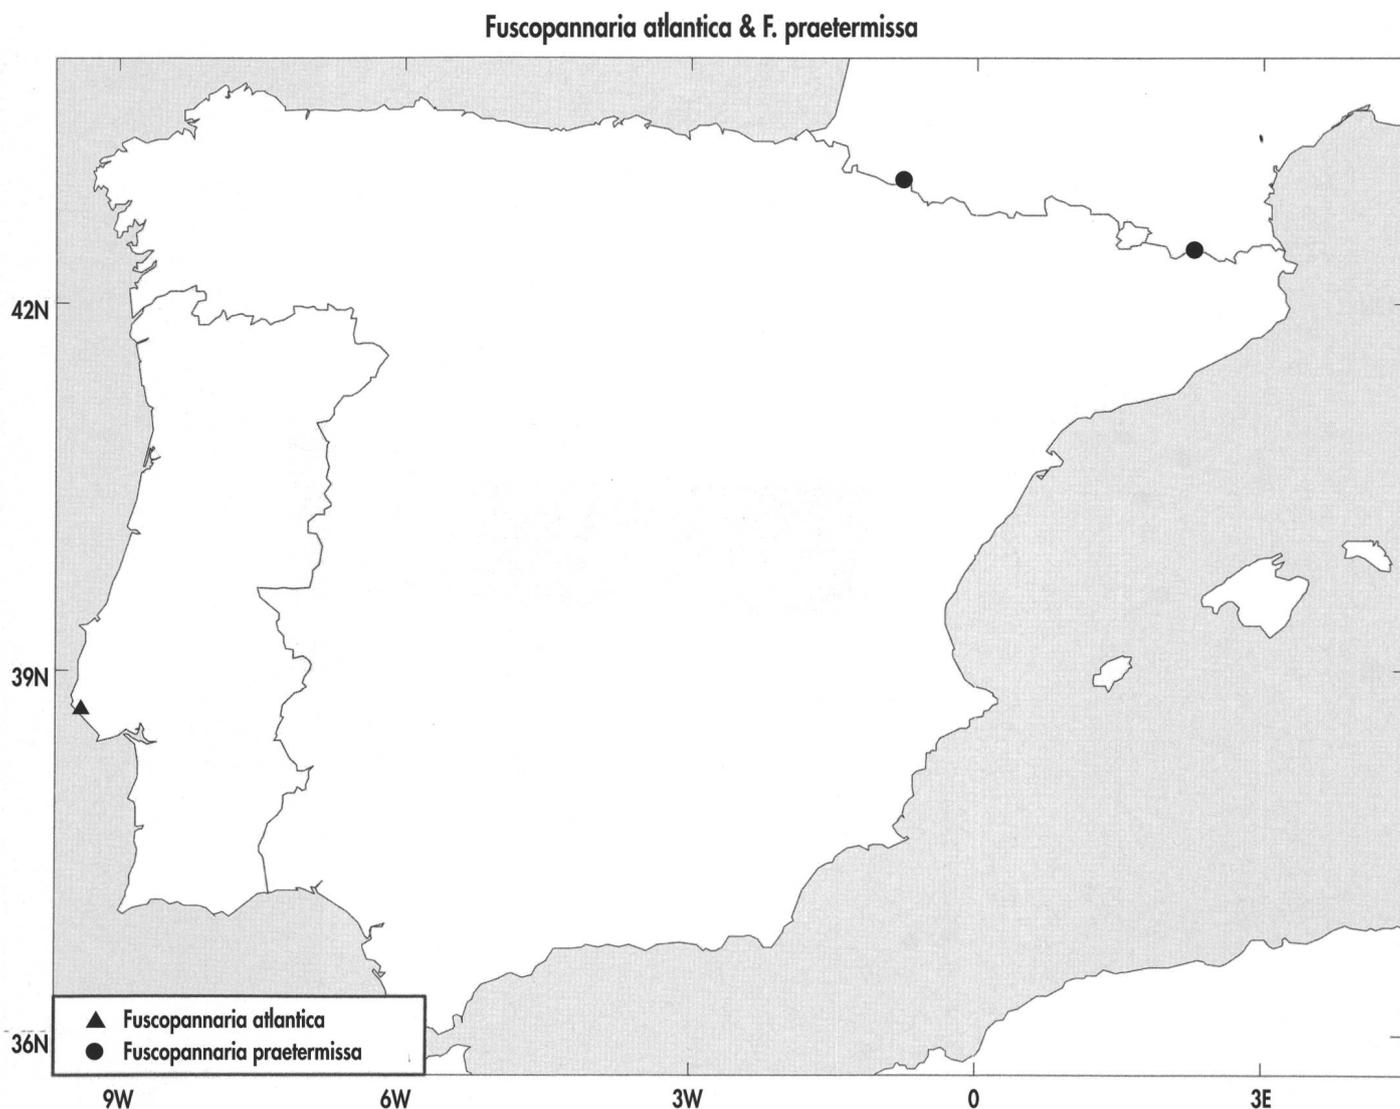 Fuscopannaria atlantica & F. praetermissa
42N
39N
36N
Fuscopannaria atlantica
Fuscopannaria praetermissa
9W 6W 3W 0 3E